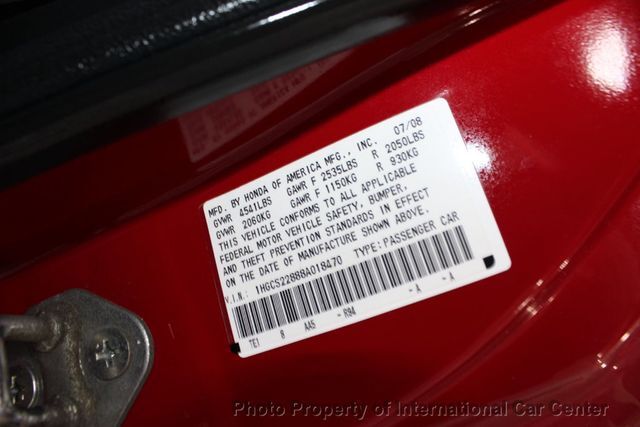 MFD. BY HONDA OF AMERICA MFG., INC. 07/08
GVWR 4541LBS GAWR F 2535LBS R 2050LBS
GVWR 2060KG GAWR F 1150KG R 930KG
THIS VEHICLE CONFORMS TO ALL APPLICABLE
FEDERAL MOTOR VEHICLE SAFETY, BUMPER,
AND THEFT PREVENTION STANDARDS IN EFFECT
ON THE DATE OF MANUFACTURE SHOWN ABOVE.
V.I.N.: 1HGCS22888A018470 TYPE:PASSENGER CAR
TE1 8 AA5 -R94 -A -A
Photo Property of International Car Center